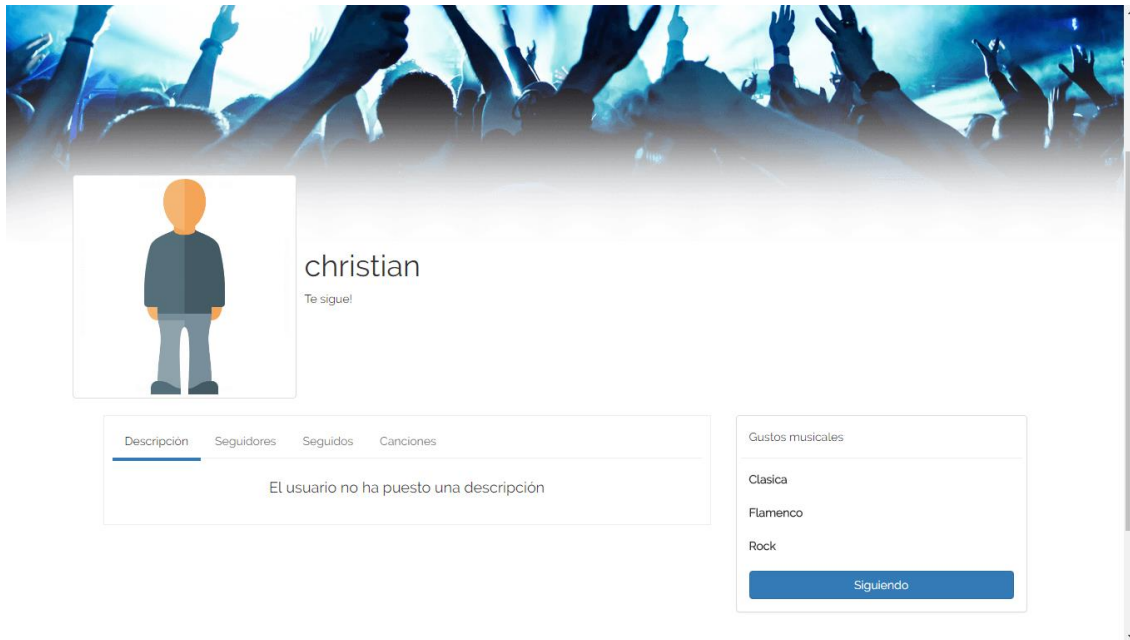 christian
Te sigue!
Descripción Seguidores Seguidos Canciones
El usuario no ha puesto una descripción
Gustos musicales
Clasica
Flamenco
Rock
Siguiendo